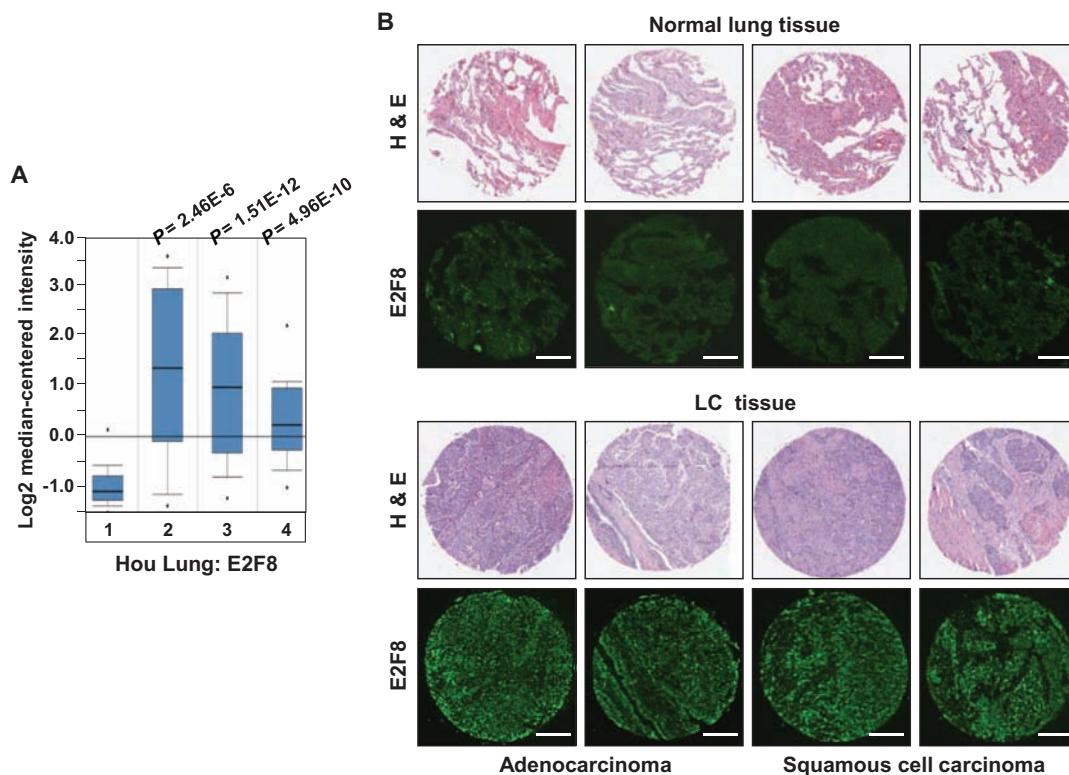 A
P= 2.46E-6
P= 1.51E-12
P= 4.96E-10
Log2 median-centered intensity
4.0
3.0
2.0
1.0
0.0
-1.0
1 2 3 4
Hou Lung: E2F8
B
Normal lung tissue
H & E
E2F8
LC tissue
H & E
E2F8
Adenocarcinoma Squamous cell carcinoma